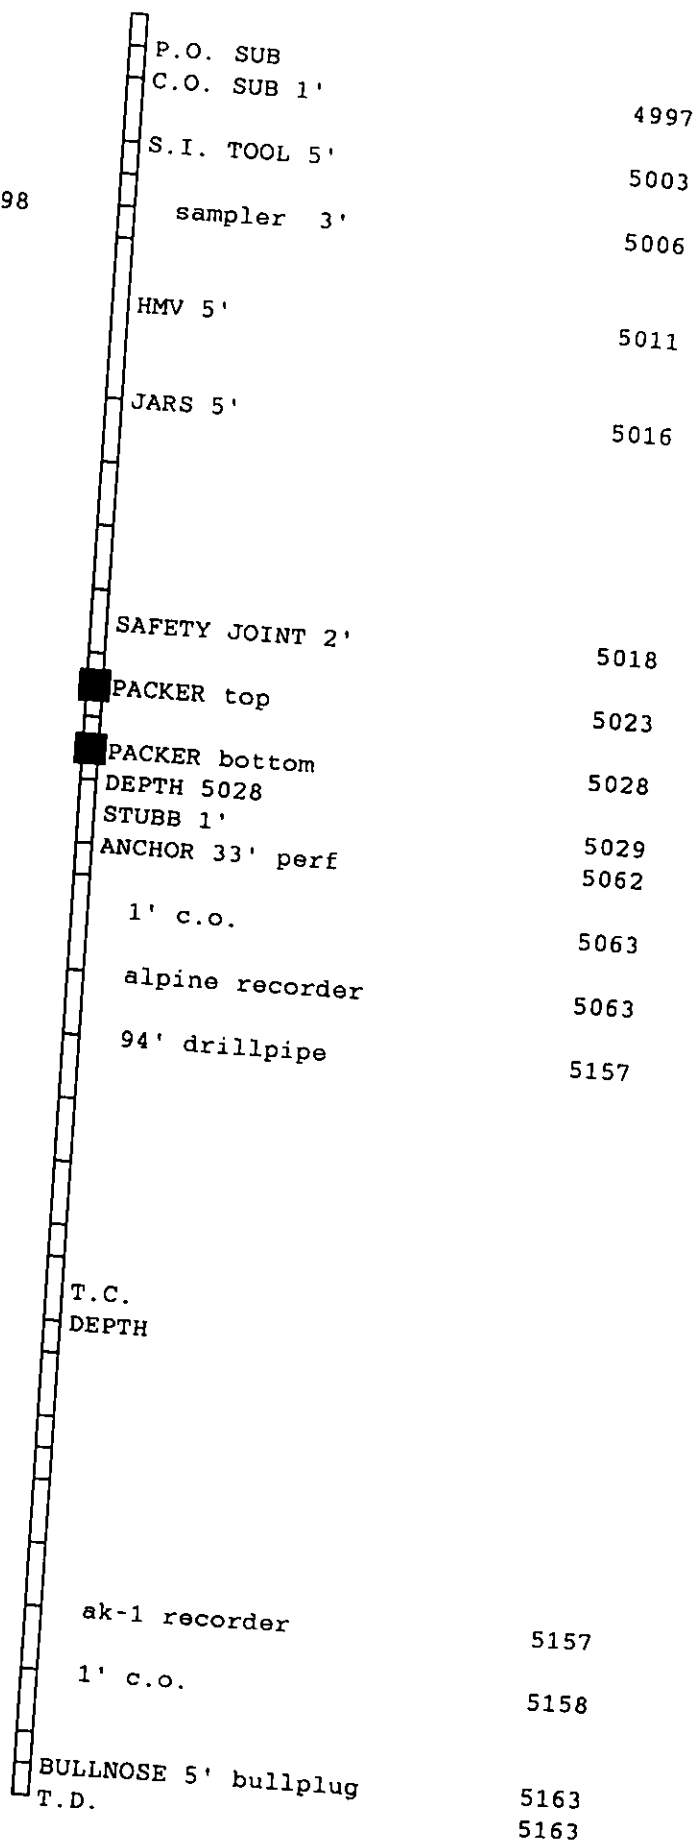 P.O. SUB
C.O. SUB 1' 4997
S.I. TOOL 5' 5003
98 sampler 3' 5006
HMV 5' 5011
JARS 5' 5016
SAFETY JOINT 2' 5018
PACKER top 5023
PACKER bottom 5028
DEPTH 5028
STUBB 1' 5029
ANCHOR 33' perf 5062
1' c.o. 5063
alpine recorder 5063
94' drillpipe 5157
T.C.
DEPTH
ak-1 recorder 5157
1' c.o. 5158
BULLNOSE 5' bullplug 5163
T.D. 5163